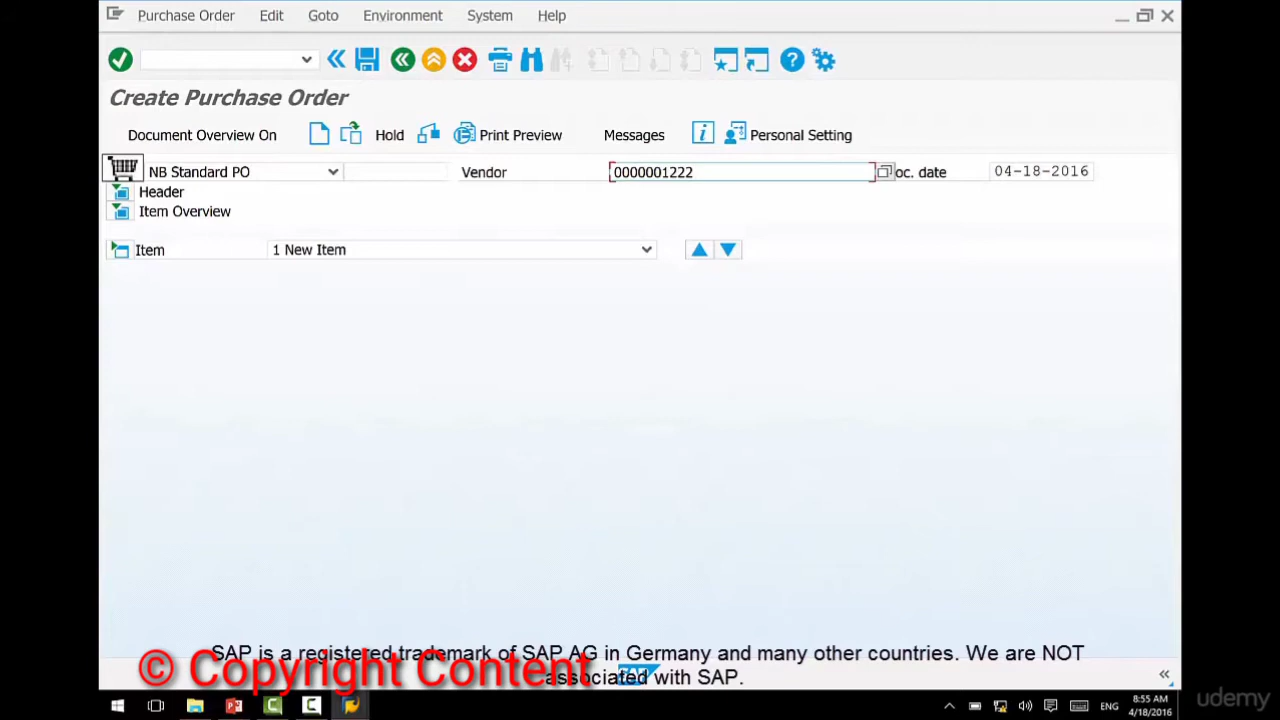 Purchase Order Edit Goto Environment System Help
Create Purchase Order
Document Overview On Hold Print Preview Messages Personal Setting
NB Standard PO Vendor 0000001222 oc. date 04-18-2016
Header
Item Overview
Item 1 New Item
SAP is a registered trademark of SAP AG in Germany and many other countries. We are NOT
associated with SAP.
© Copyright Content
SAP
ENG 8:55 AM
4/18/2016
udemy